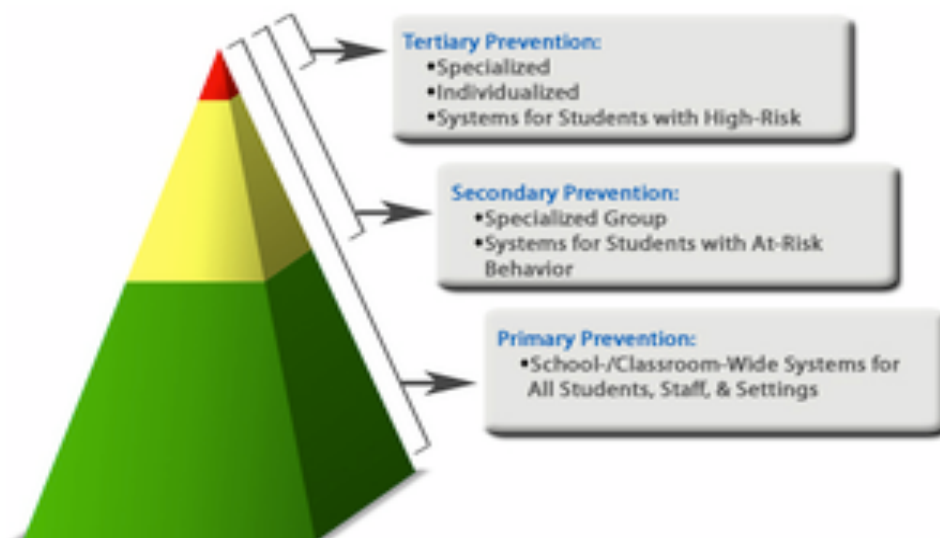 Tertiary Prevention:
•Specialized
•Individualized
•Systems for Students with High-Risk
Secondary Prevention:
•Specialized Group
•Systems for Students with At-Risk
Behavior
Primary Prevention:
•School-/Classroom-Wide Systems for
All Students, Staff, & Settings